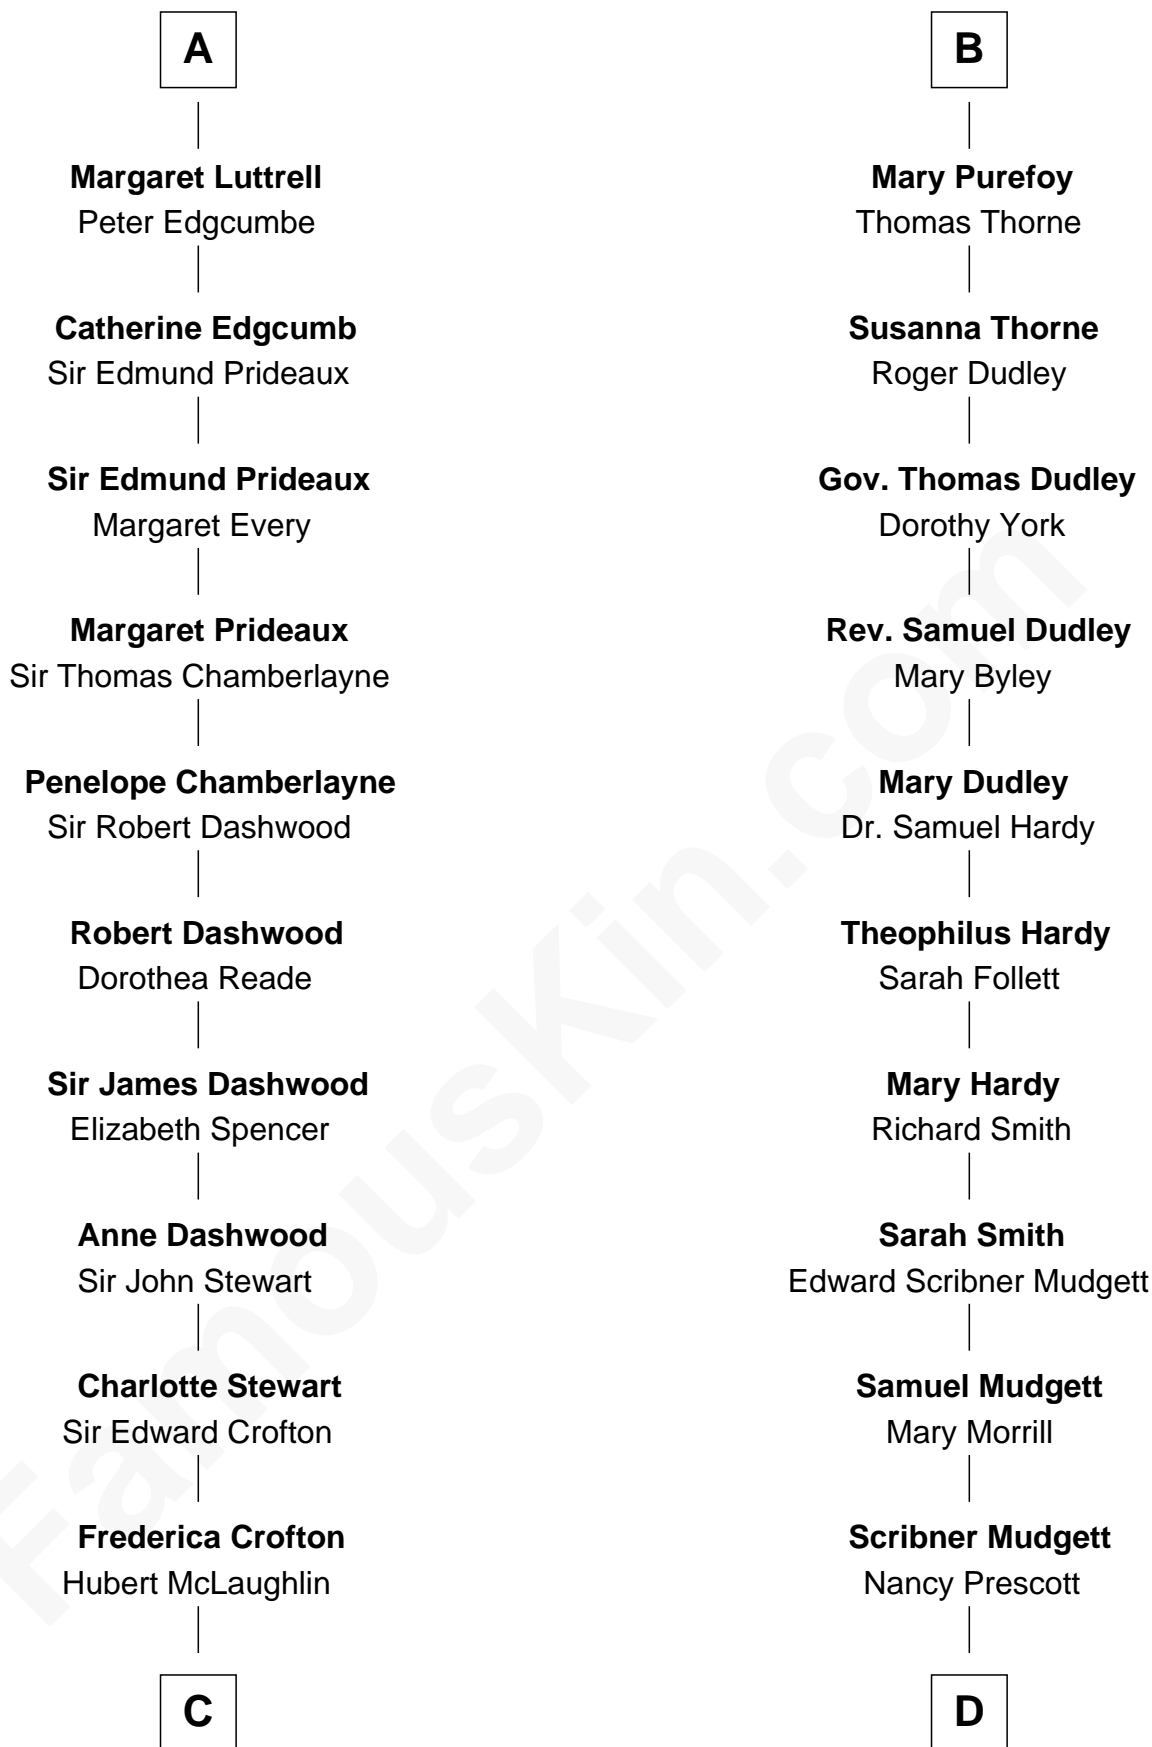 A
Margaret Luttrell
Peter Edgcumbe
Catherine Edgcumb
Sir Edmund Prideaux
Sir Edmund Prideaux
Margaret Every
Margaret Prideaux
Sir Thomas Chamberlayne
Penelope Chamberlayne
Sir Robert Dashwood
Robert Dashwood
Dorothea Reade
Sir James Dashwood
Elizabeth Spencer
Anne Dashwood
Sir John Stewart
Charlotte Stewart
Sir Edward Crofton
Frederica Crofton
Hubert McLaughlin
C
B
Mary Purefoy
Thomas Thorne
Susanna Thorne
Roger Dudley
Gov. Thomas Dudley
Dorothy York
Rev. Samuel Dudley
Mary Byley
Mary Dudley
Dr. Samuel Hardy
Theophilus Hardy
Sarah Follett
Mary Hardy
Richard Smith
Sarah Smith
Edward Scribner Mudgett
Samuel Mudgett
Mary Morrill
Scribner Mudgett
Nancy Prescott
D
FamousKin.com